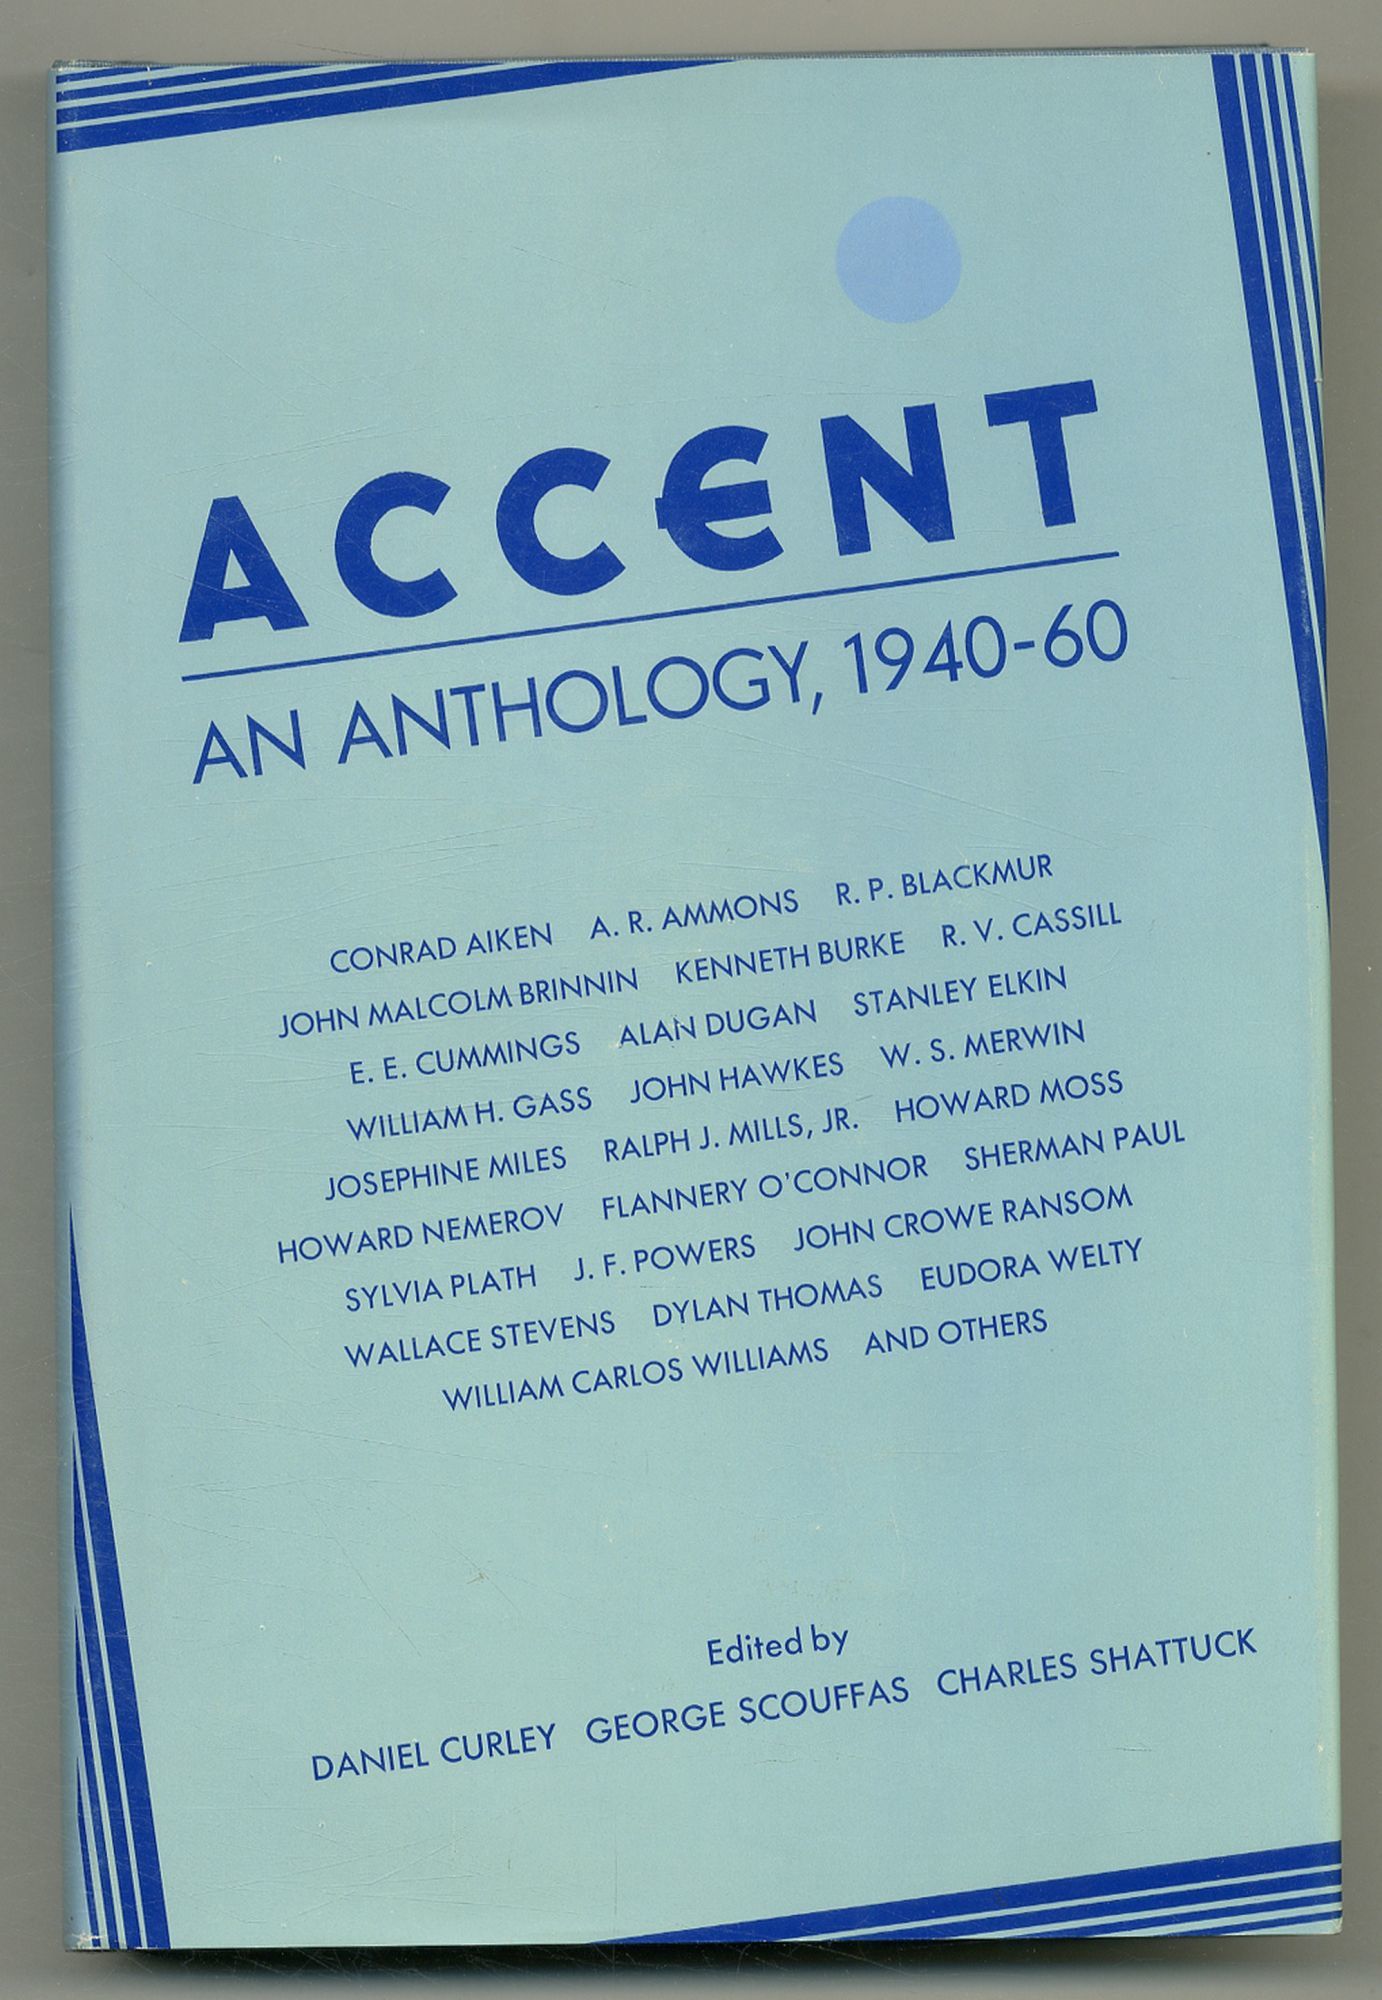 ACCENT
AN ANTHOLOGY, 1940-60
CONRAD AIKEN A. R. AMMONS R. P. BLACKMUR
JOHN MALCOLM BRINNIN KENNETH BURKE R. V. CASSILL
E. E. CUMMINGS ALAN DUGAN STANLEY ELKIN
WILLIAM H. GASS JOHN HAWKES W. S. MERWIN
JOSEPHINE MILES RALPH J. MILLS, JR. HOWARD MOSS
HOWARD NEMEROV FLANNERY O'CONNOR SHERMAN PAUL
SYLVIA PLATH J. F. POWERS JOHN CROWE RANSOM
WALLACE STEVENS DYLAN THOMAS EUDORA WELTY
WILLIAM CARLOS WILLIAMS AND OTHERS
Edited by
DANIEL CURLEY GEORGE SCOUFFAS CHARLES SHATTUCK